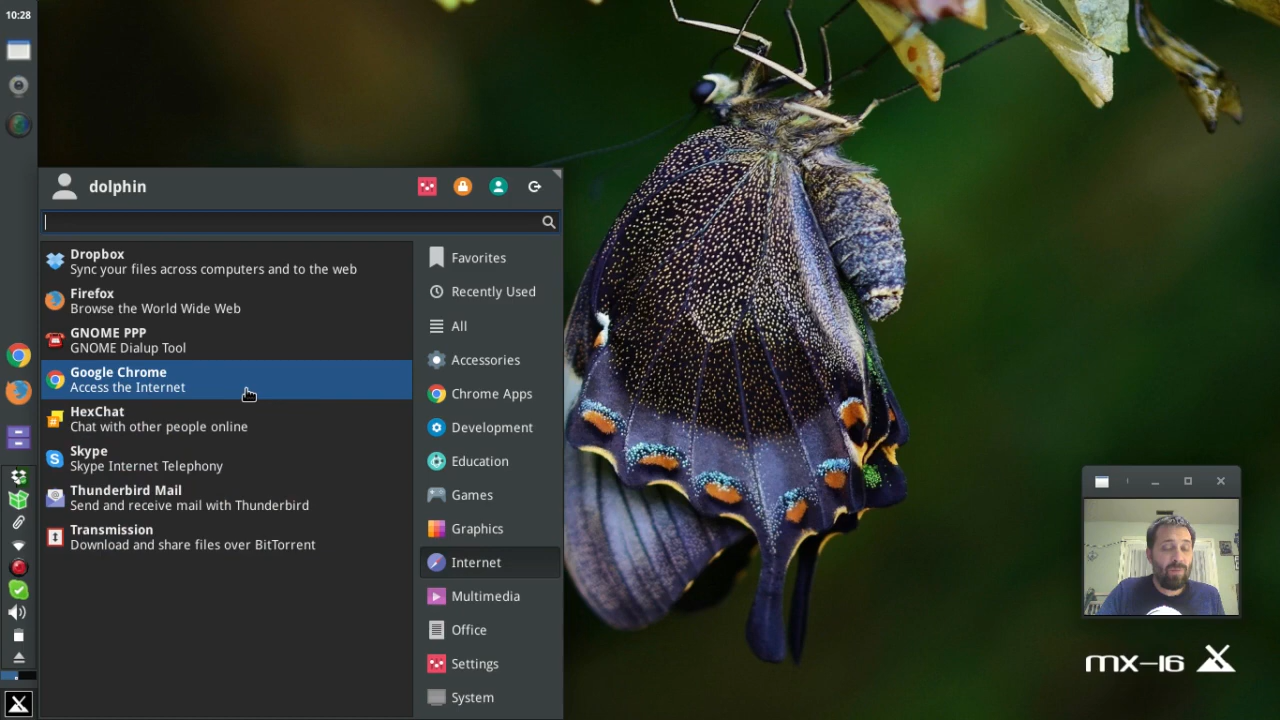 10:28
dolphin
Dropbox
Sync your files across computers and to the web
Firefox
Browse the World Wide Web
GNOME PPP
GNOME Dialup Tool
Google Chrome
Access the Internet
HexChat
Chat with other people online
Skype
Skype Internet Telephony
Thunderbird Mail
Send and receive mail with Thunderbird
Transmission
Download and share files over BitTorrent
Favorites
Recently Used
All
Accessories
Chrome Apps
Development
Education
Games
Graphics
Internet
Multimedia
Office
Settings
System
mx-16